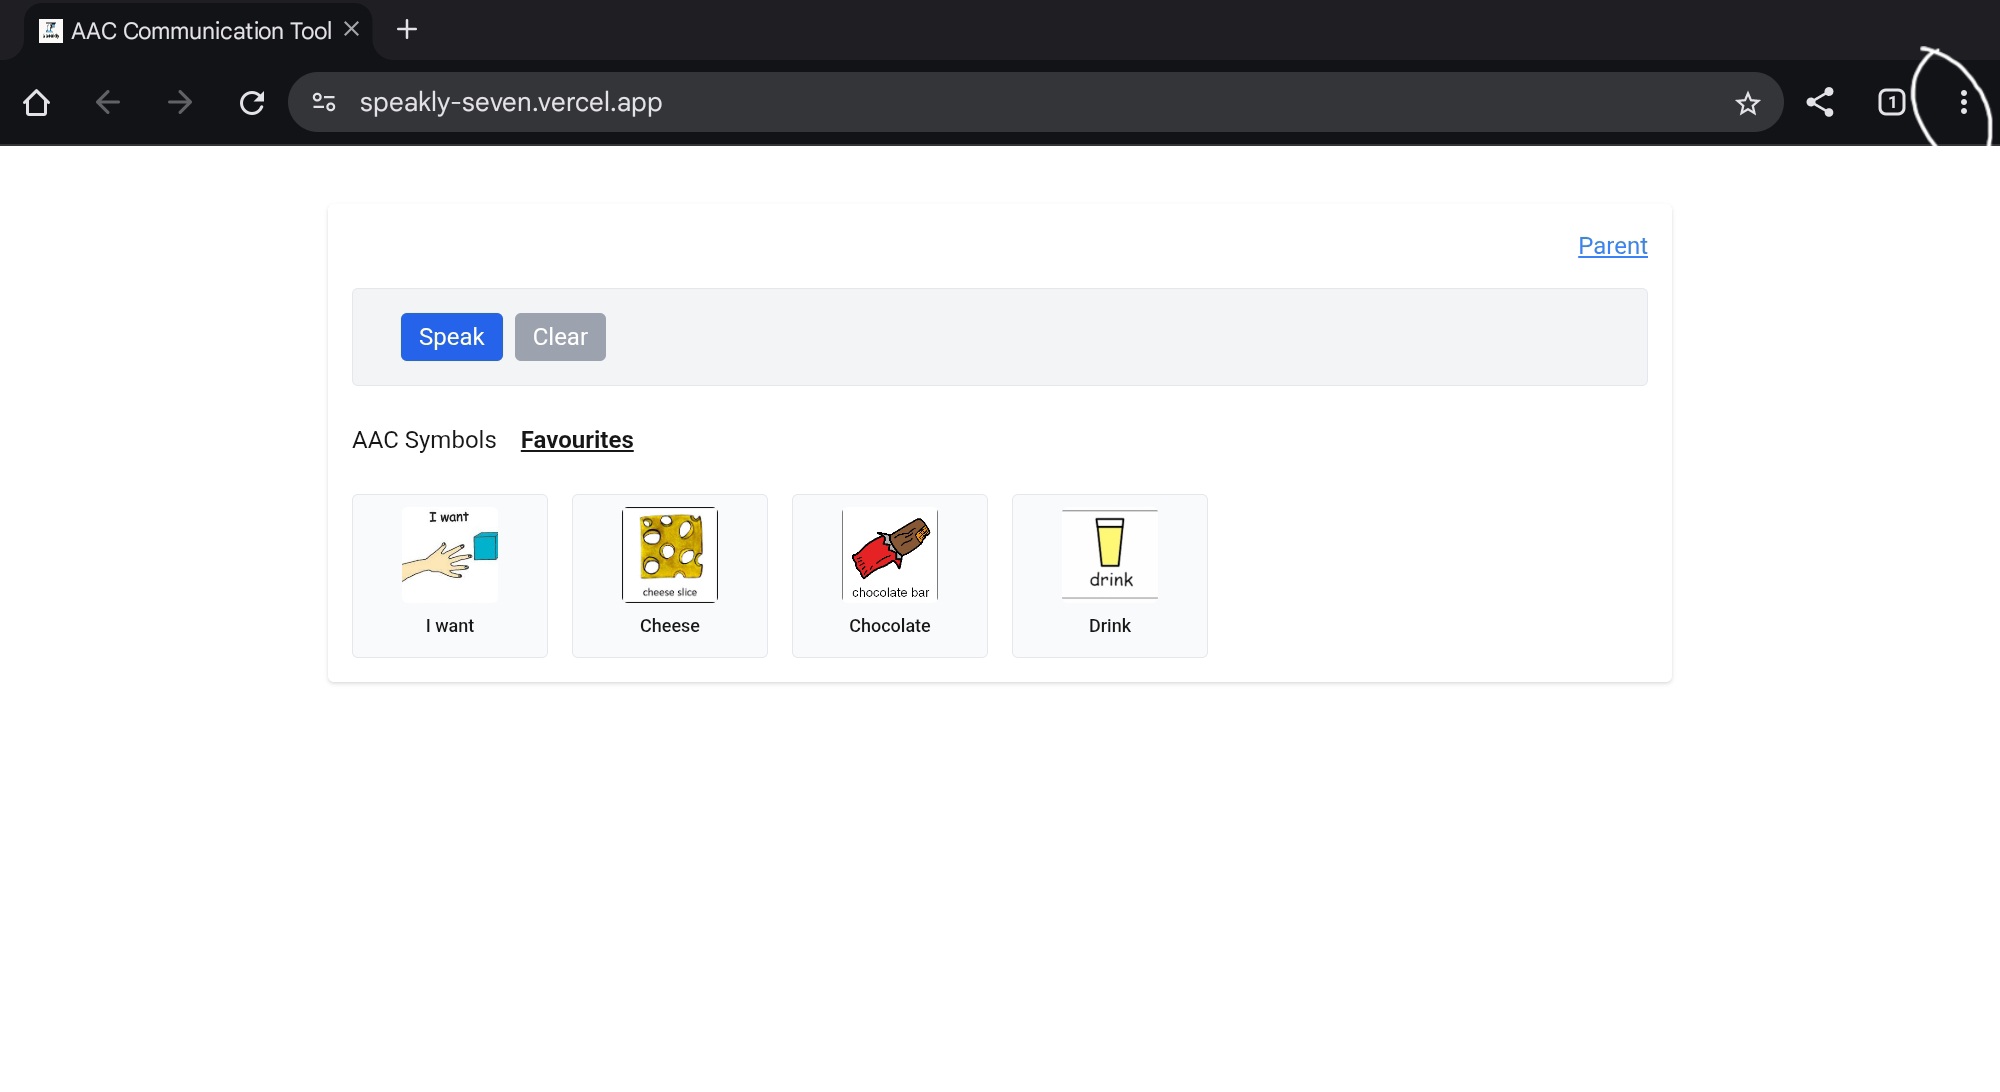 AAC Communication Tool
speakly-seven.vercel.app
1
Parent
Speak Clear
AAC Symbols Favourites
I want
cheese slice
chocolate bar
drink
I want
Cheese
Chocolate
Drink